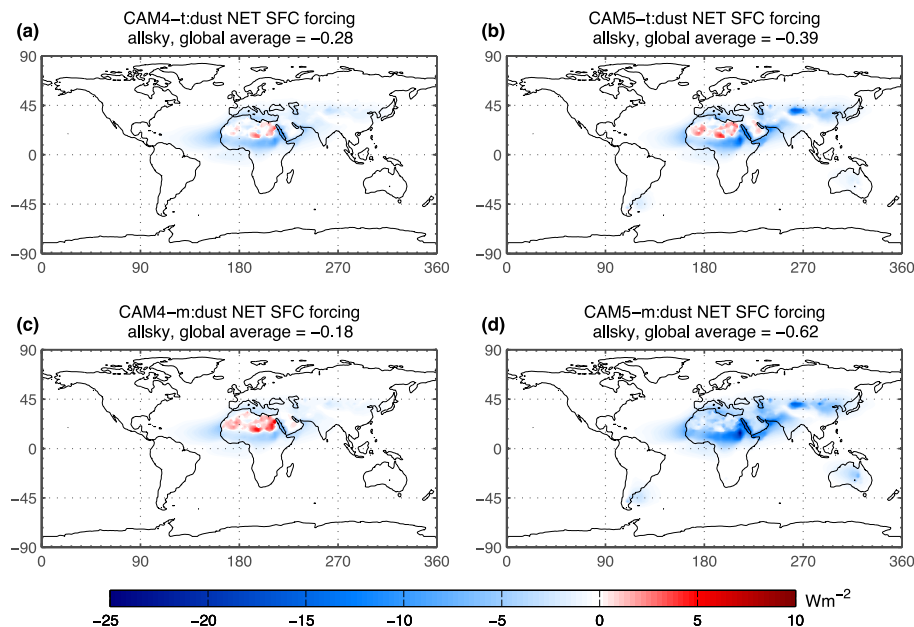 (a)
CAM4−t:dust NET SFC forcing
allsky, global average = −0.28
90
45
0
−45
−90
0 90 180 270 360
(b)
CAM5−t:dust NET SFC forcing
allsky, global average = −0.39
90
45
0
−45
−90
0 90 180 270 360
(c)
CAM4−m:dust NET SFC forcing
allsky, global average = −0.18
90
45
0
−45
−90
0 90 180 270 360
(d)
CAM5−m:dust NET SFC forcing
allsky, global average = −0.62
90
45
0
−45
−90
0 90 180 270 360
Wm−2
−25 −20 −15 −10 −5 0 5 10